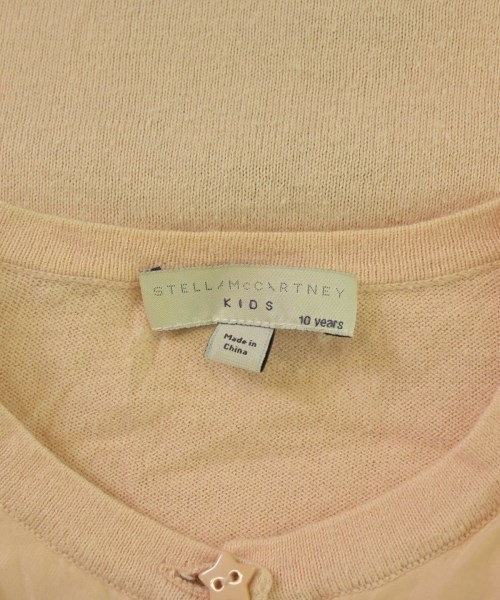 STELLA McCARTNEY
KIDS
10 years
Made in
China